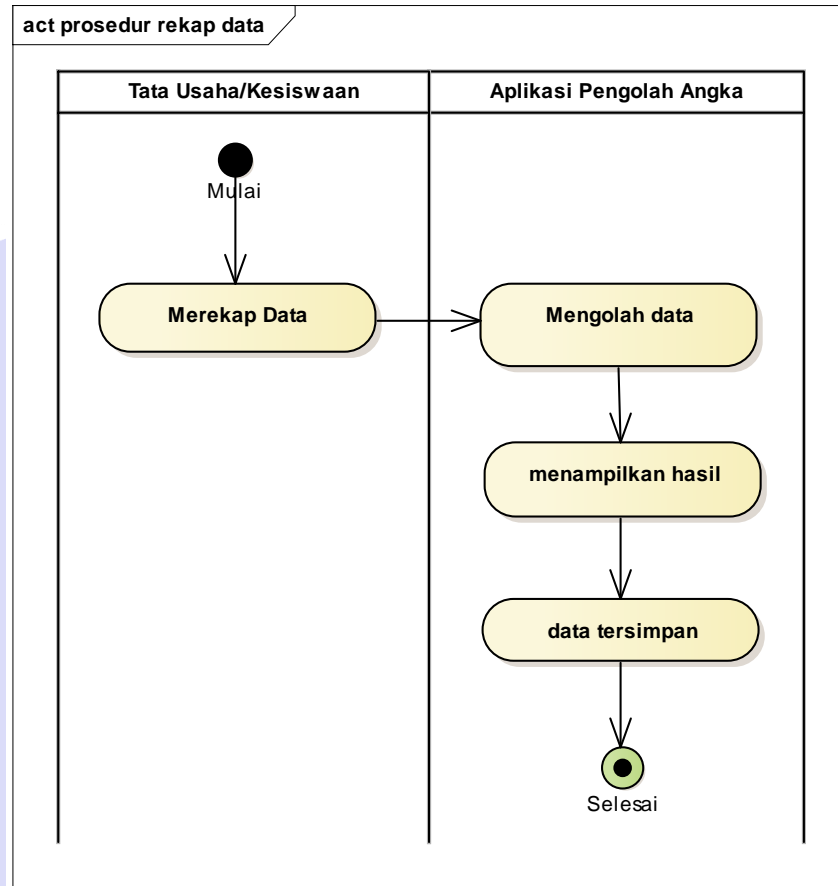 act prosedur rekap data
Tata Usaha/Kesiswaan
Aplikasi Pengolah Angka
Mulai
Merekap Data
Mengolah data
menampilkan hasil
data tersimpan
Selesai